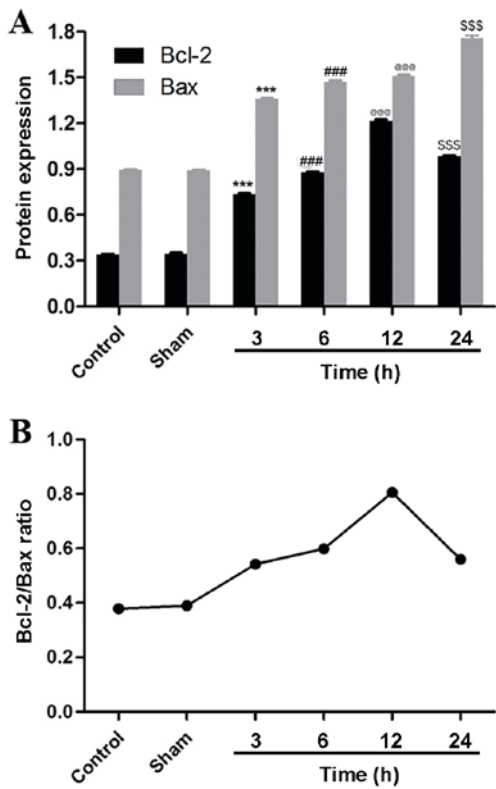 A
Protein expression
1.8
1.5
1.2
0.9
0.6
0.3
0.0
Bcl-2
Bax
***
***
###
###
@@@
@@@
$$$
$$$
Control
Sham
3
6
12
24
Time (h)
B
Bcl-2/Bax ratio
1.0
0.8
0.6
0.4
0.2
0.0
Control
Sham
3
6
12
24
Time (h)